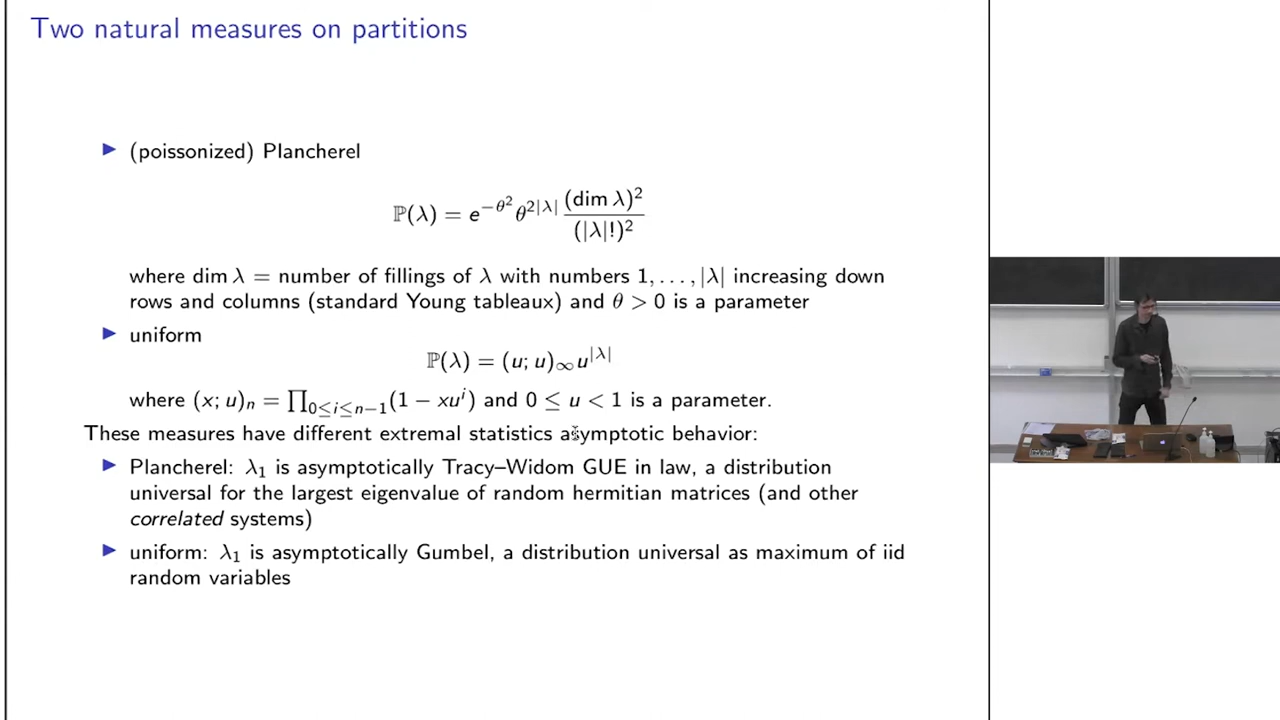 Two natural measures on partitions
▶ (poissonized) Plancherel
ℙ(λ) = e^{−θ²} θ^{2|λ|} (dim λ)² / (|λ|!)²
where dim λ = number of fillings of λ with numbers 1, . . . , |λ| increasing down
rows and columns (standard Young tableaux) and θ > 0 is a parameter
▶ uniform
ℙ(λ) = (u; u)_∞ u^{|λ|}
where (x; u)_n = ∏_{0≤i≤n−1}(1 − xu^i) and 0 ≤ u < 1 is a parameter.
These measures have different extremal statistics asymptotic behavior:
▶ Plancherel: λ₁ is asymptotically Tracy–Widom GUE in law, a distribution
universal for the largest eigenvalue of random hermitian matrices (and other
correlated systems)
▶ uniform: λ₁ is asymptotically Gumbel, a distribution universal as maximum of iid
random variables